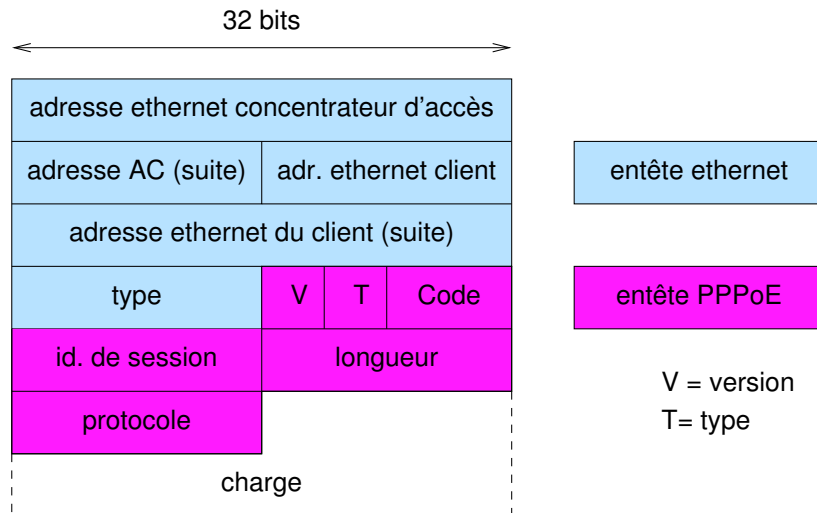 32 bits
adresse ethernet concentrateur d'accès
adresse AC (suite)
adr. ethernet client
entête ethernet
adresse ethernet du client (suite)
type
V
T
Code
entête PPPoE
id. de session
longueur
V = version
protocole
T= type
charge